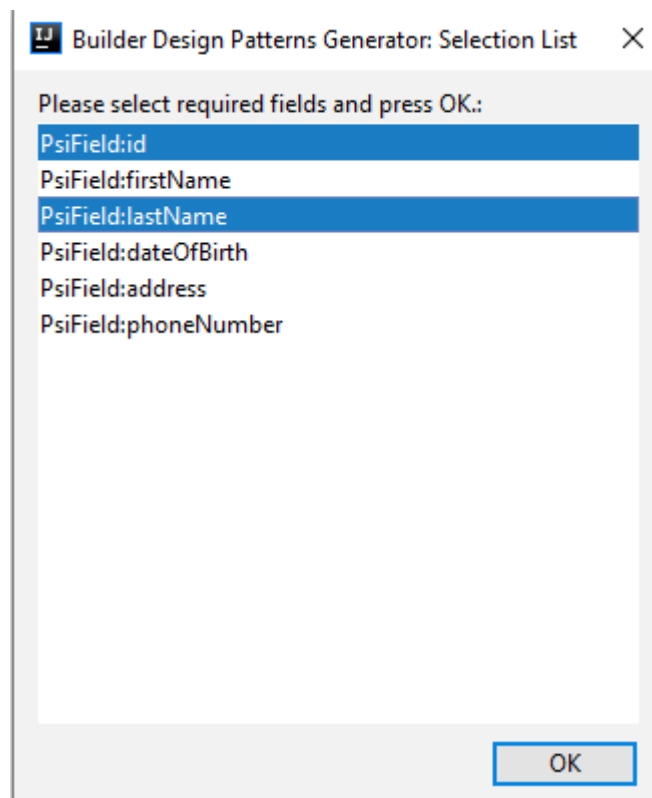 IJ Builder Design Patterns Generator: Selection List
Please select required fields and press OK.:
PsiField:id
PsiField:firstName
PsiField:lastName
PsiField:dateOfBirth
PsiField:address
PsiField:phoneNumber
OK